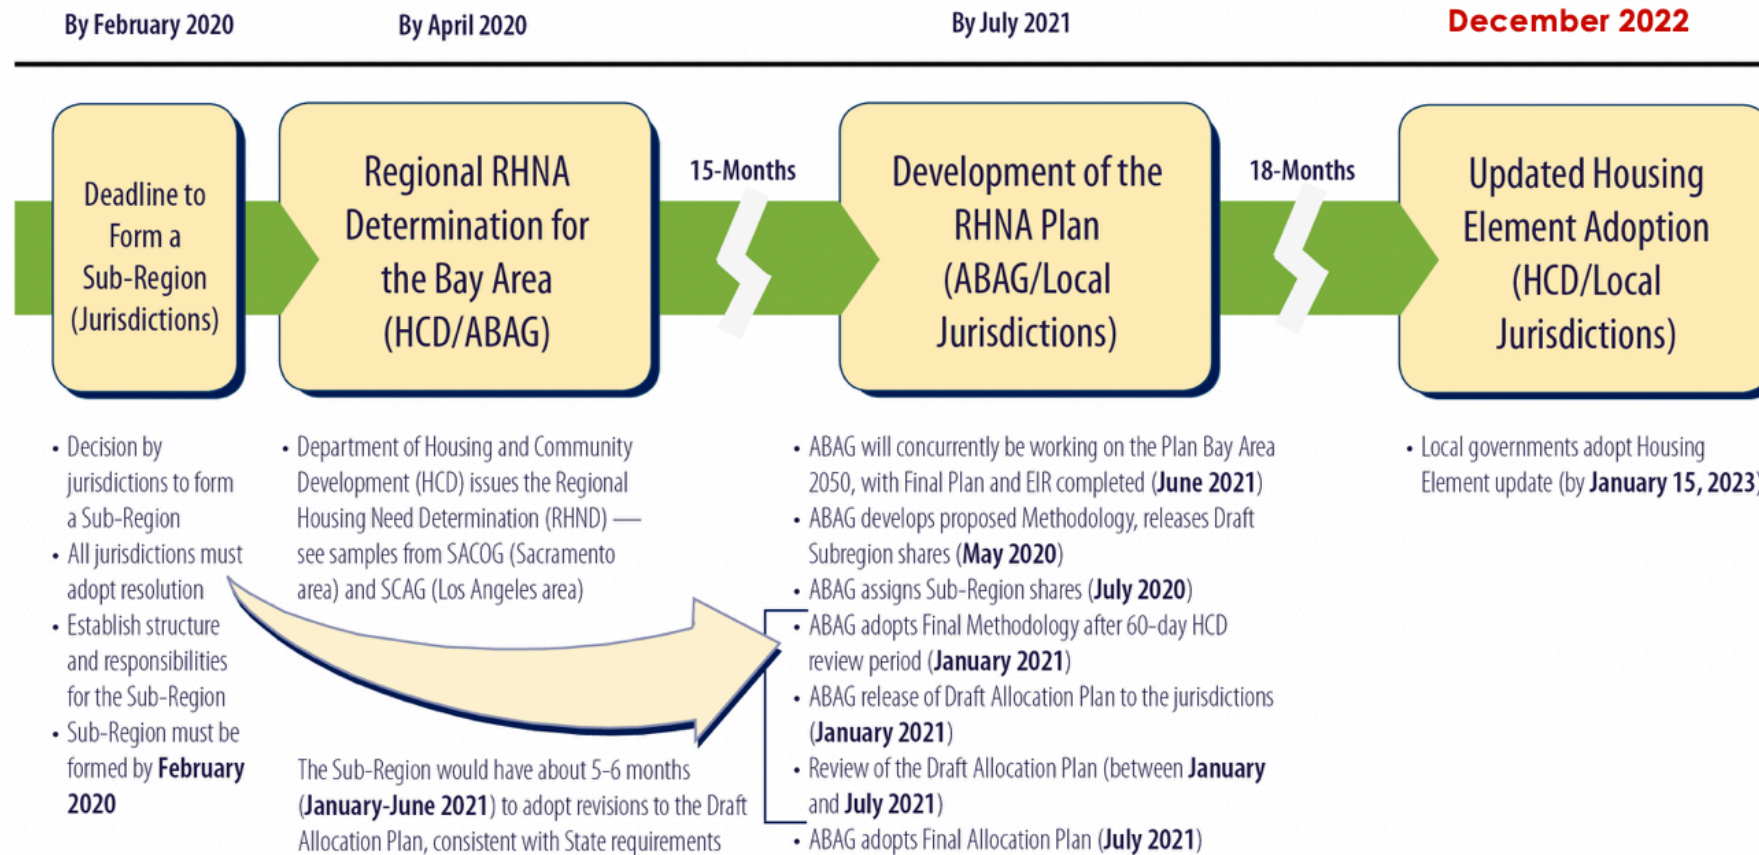 By February 2020
By April 2020
By July 2021
December 2022
Deadline to
Form a
Sub-Region
(Jurisdictions)
Regional RHNA
Determination for
the Bay Area
(HCD/ABAG)
15-Months
Development of the
RHNA Plan
(ABAG/Local
Jurisdictions)
18-Months
Updated Housing
Element Adoption
(HCD/Local
Jurisdictions)
• Decision by
jurisdictions to form
a Sub-Region
• All jurisdictions must
adopt resolution
• Establish structure
and responsibilities
for the Sub-Region
• Sub-Region must be
formed by February
2020
• Department of Housing and Community
Development (HCD) issues the Regional
Housing Need Determination (RHND) —
see samples from SACOG (Sacramento
area) and SCAG (Los Angeles area)
The Sub-Region would have about 5-6 months
(January-June 2021) to adopt revisions to the Draft
Allocation Plan, consistent with State requirements
• ABAG will concurrently be working on the Plan Bay Area
2050, with Final Plan and EIR completed (June 2021)
• ABAG develops proposed Methodology, releases Draft
Subregion shares (May 2020)
• ABAG assigns Sub-Region shares (July 2020)
• ABAG adopts Final Methodology after 60-day HCD
review period (January 2021)
• ABAG release of Draft Allocation Plan to the jurisdictions
(January 2021)
• Review of the Draft Allocation Plan (between January
and July 2021)
• ABAG adopts Final Allocation Plan (July 2021)
• Local governments adopt Housing
Element update (by January 15, 2023)